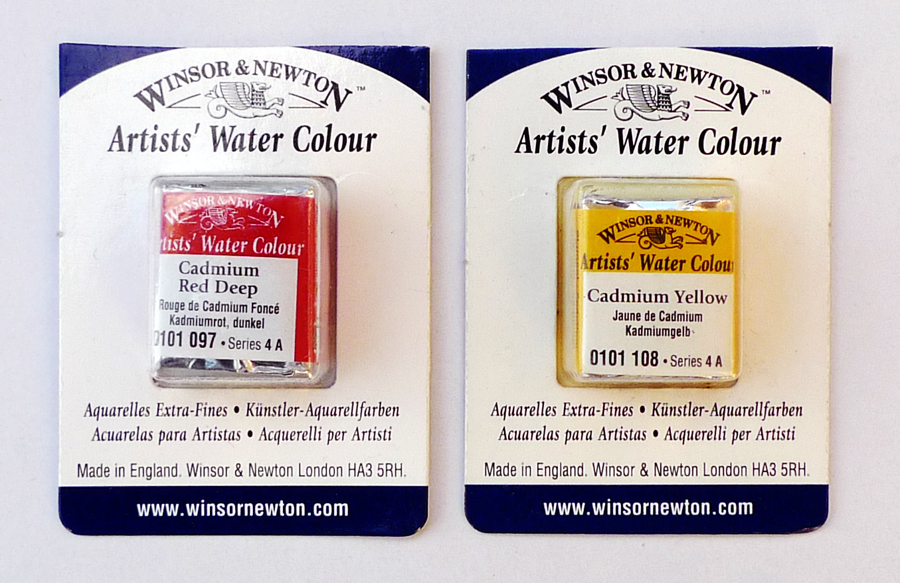 WINSOR & NEWTON™
Artists' Water Colour
WINSOR & NEWTON
Artists' Water Colour
Cadmium
Red Deep
Rouge de Cadmium Foncé
Kadmiumrot, dunkel
0101 097 • Series 4 A
Aquarelles Extra-Fines • Künstler-Aquarellfarben
Acuarelas para Artistas • Acquerelli per Artisti
Made in England. Winsor & Newton London HA3 5RH.
www.winsornewton.com
WINSOR & NEWTON™
Artists' Water Colour
WINSOR & NEWTON
Artists' Water Colour
Cadmium Yellow
Jaune de Cadmium
Kadmiumgelb
0101 108 • Series 4 A
Aquarelles Extra-Fines • Künstler-Aquarellfarben
Acuarelas para Artistas • Acquerelli per Artisti
Made in England. Winsor & Newton London HA3 5RH.
www.winsornewton.com